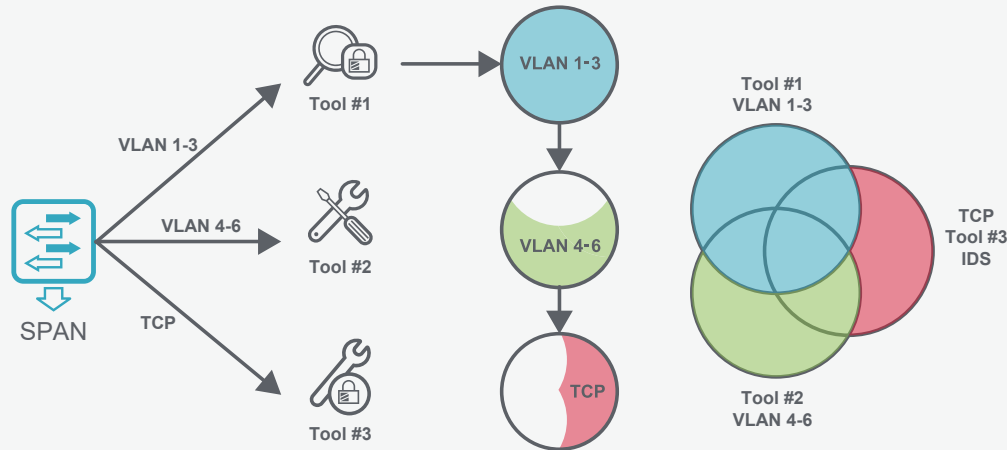 SPAN
VLAN 1-3
VLAN 4-6
TCP
Tool #1
Tool #2
Tool #3
VLAN 1-3
VLAN 4-6
TCP
Tool #1
VLAN 1-3
TCP
Tool #3
IDS
Tool #2
VLAN 4-6